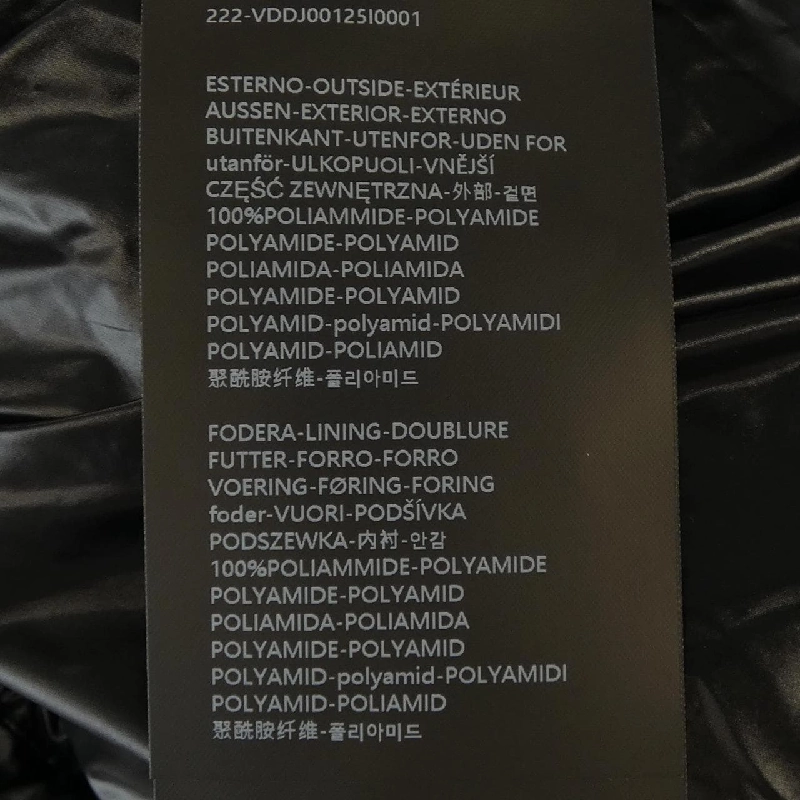 222-VDDJ00125I0001
ESTERNO-OUTSIDE-EXTÉRIEUR
AUSSEN-EXTERIOR-EXTERNO
BUITENKANT-UTENFOR-UDEN FOR
utanför-ULKOPUOLI-VNĚJŠÍ
CZĘŚĆ ZEWNĘTRZNA-外部-겉면
100%POLIAMMIDE-POLYAMIDE
POLYAMIDE-POLYAMID
POLIAMIDA-POLIAMIDA
POLYAMIDE-POLYAMID
POLYAMID-polyamid-POLYAMIDI
POLYAMID-POLIAMID
聚酰胺纤维-폴리아미드
FODERA-LINING-DOUBLURE
FUTTER-FORRO-FORRO
VOERING-FØRING-FORING
foder-VUORI-PODŠÍVKA
PODSZEWKA-内衬-안감
100%POLIAMMIDE-POLYAMIDE
POLYAMIDE-POLYAMID
POLIAMIDA-POLIAMIDA
POLYAMIDE-POLYAMID
POLYAMID-polyamid-POLYAMIDI
POLYAMID-POLIAMID
聚酰胺纤维-폴리아미드